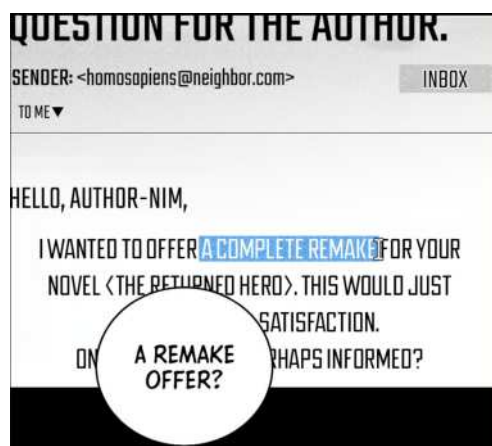 QUESTION FOR THE AUTHOR.
SENDER: <homosapiens@neighbor.com>
INBOX
TO ME▼
HELLO, AUTHOR-NIM,
I WANTED TO OFFER A COMPLETE REMAKE FOR YOUR
NOVEL <THE RETURNED HERO>. THIS WOULD JUST
SATISFACTION.
INFORMED?
A REMAKE
OFFER?